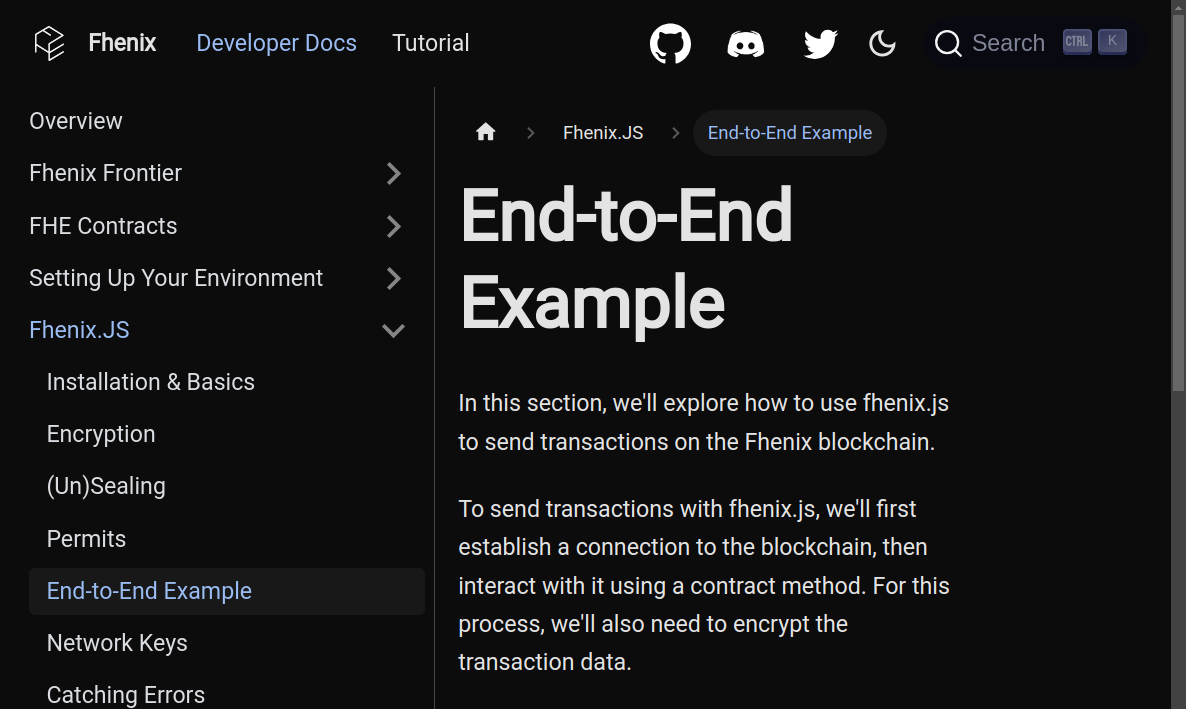 Fhenix Developer Docs Tutorial Search CTRL K
Overview
Fhenix Frontier
FHE Contracts
Setting Up Your Environment
Fhenix.JS
Installation & Basics
Encryption
(Un)Sealing
Permits
End-to-End Example
Network Keys
Catching Errors
Fhenix.JS End-to-End Example
End-to-End
Example
In this section, we'll explore how to use fhenix.js
to send transactions on the Fhenix blockchain.
To send transactions with fhenix.js, we'll first
establish a connection to the blockchain, then
interact with it using a contract method. For this
process, we'll also need to encrypt the
transaction data.